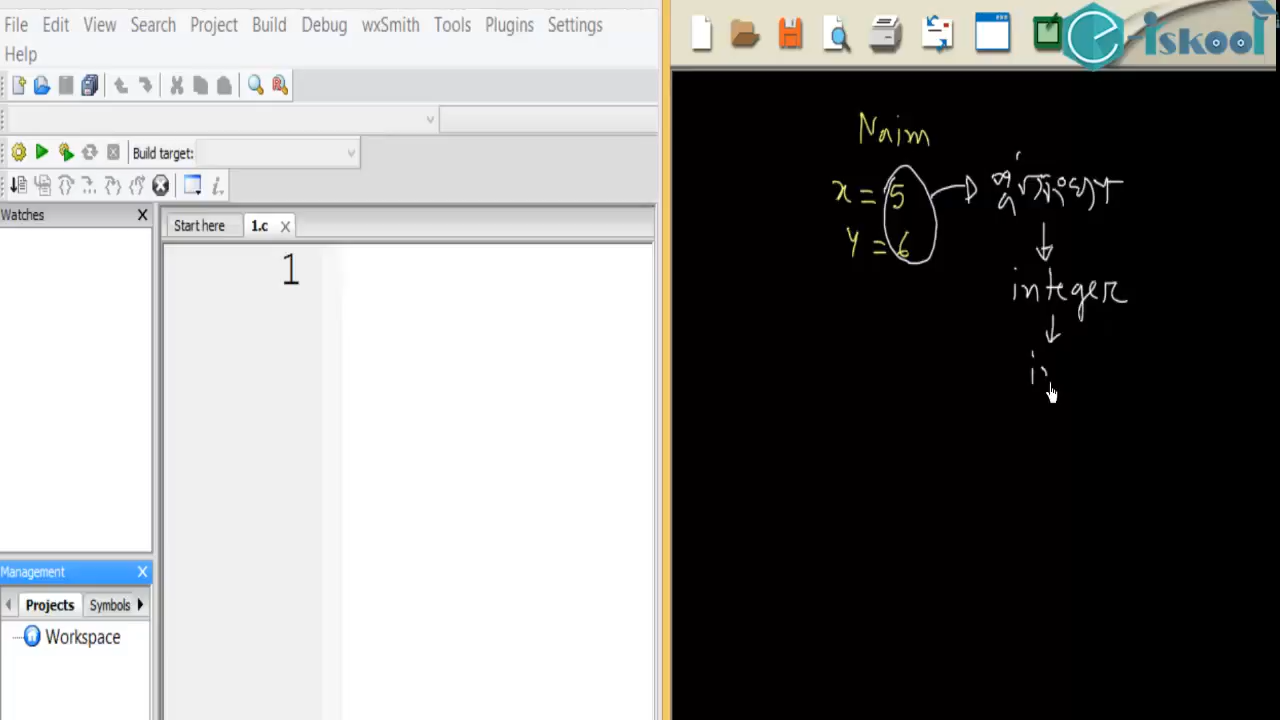 File Edit View Search Project Build Debug wxSmith Tools Plugins Settings
Help
Build target:
Watches
Start here 1.c
1
Management
Projects Symbols
Workspace
e-iskool
Naim
x = 5
y = 6
integer
in